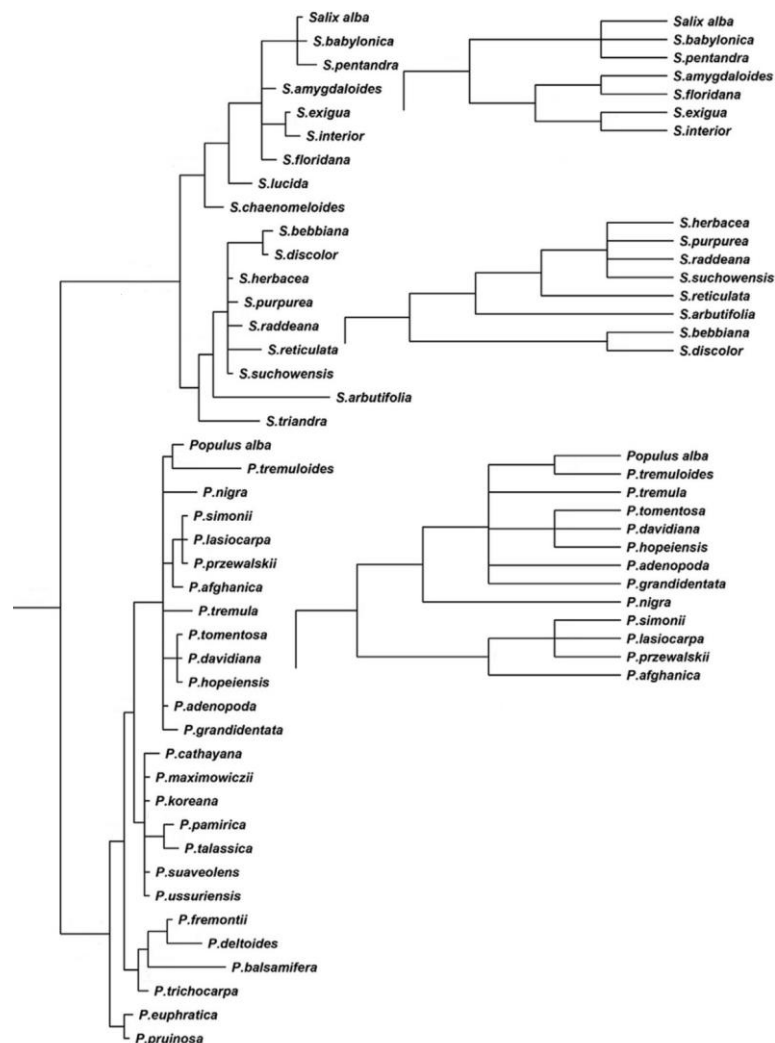 Salix alba
S.babylonica
S.pentandra
S.amygdaloides
S.exigua
S.interior
S.floridana
S.lucida
S.chaenomeloides
S.bebbiana
S.discolor
S.herbacea
S.purpurea
S.raddeana
S.reticulata
S.suchowensis
S.arbutifolia
S.triandra
Populus alba
P.tremuloides
P.nigra
P.simonii
P.lasiocarpa
P.przewalskii
P.afghanica
P.tremula
P.tomentosa
P.davidiana
P.hopeiensis
P.adenopoda
P.grandidentata
P.cathayana
P.maximowiczii
P.koreana
P.pamirica
P.talassica
P.suaveolens
P.ussuriensis
P.fremontii
P.deltoides
P.balsamifera
P.trichocarpa
P.euphratica
P.pruinosa
Salix alba
S.babylonica
S.pentandra
S.amygdaloides
S.floridana
S.exigua
S.interior
S.herbacea
S.purpurea
S.raddeana
S.suchowensis
S.reticulata
S.arbutifolia
S.bebbiana
S.discolor
Populus alba
P.tremuloides
P.tremula
P.tomentosa
P.davidiana
P.hopeiensis
P.adenopoda
P.grandidentata
P.nigra
P.simonii
P.lasiocarpa
P.przewalskii
P.afghanica